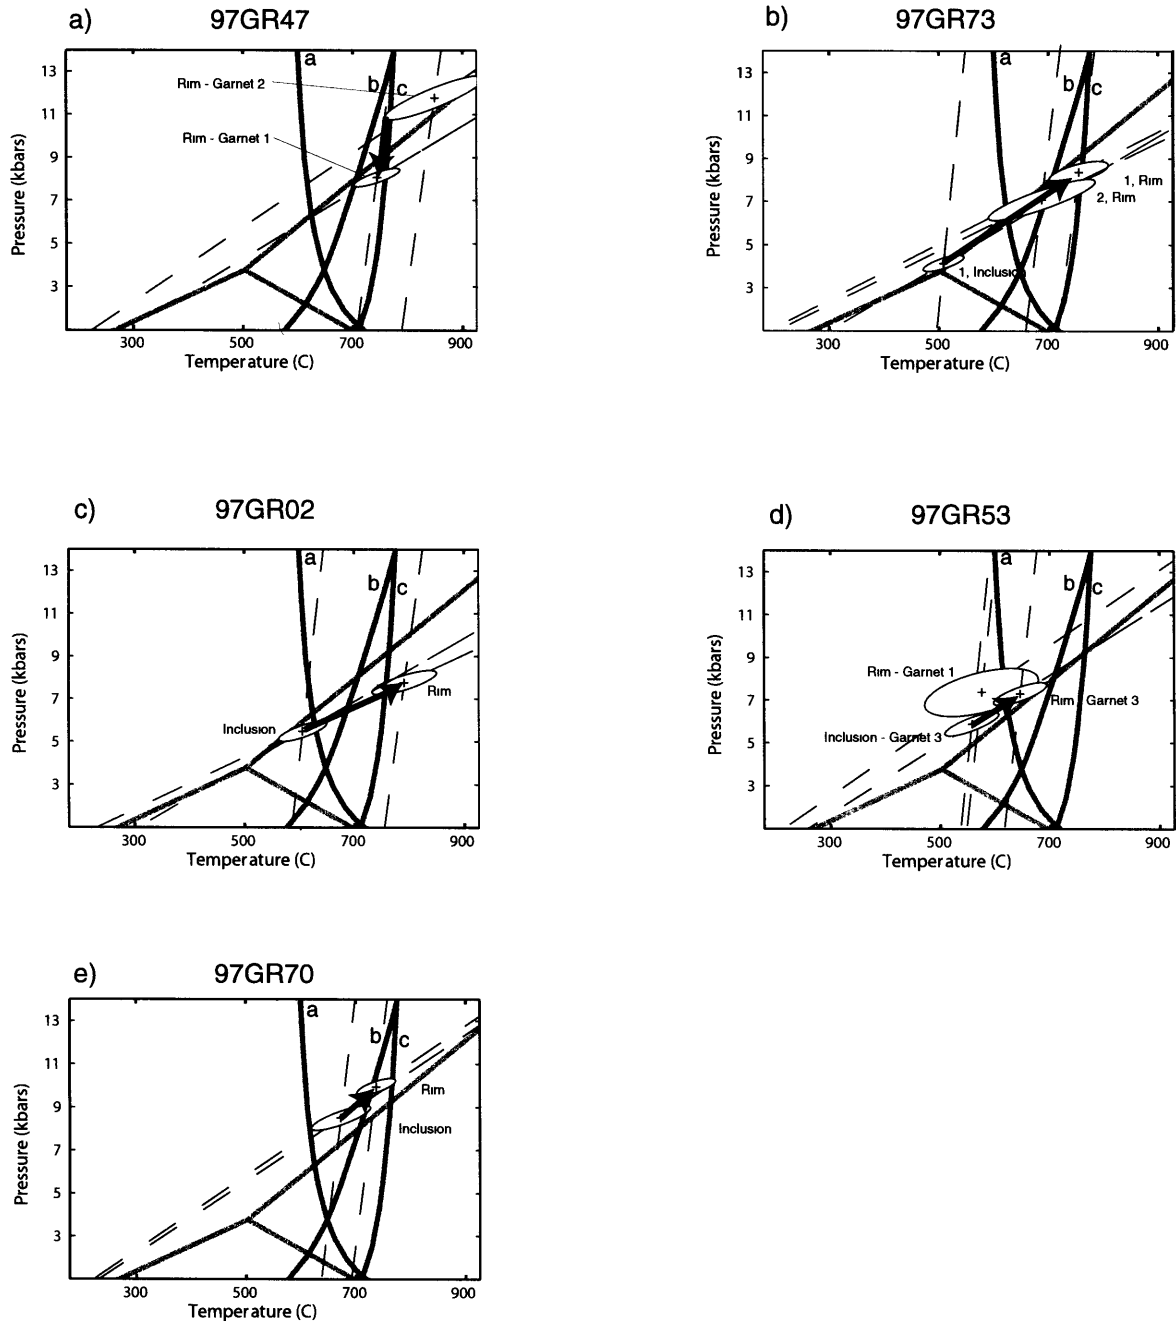 a) 97GR47
a
b c
Rim - Garnet 2
Rim - Garnet 1
13
11
9
7
5
3
Pressure (kbars)
300 500 700 900
Temperature (C)
b) 97GR73
a
b c
13
11
9
7
5
3
1, Rim
2, Rim
1, Inclusion
Pressure (kbars)
300 500 700 900
Temperature (C)
c) 97GR02
a
b c
13
11
9
7
5
3
Rim
Inclusion
Pressure (kbars)
300 500 700 900
Temperature (C)
d) 97GR53
a
b c
13
11
9
7
5
3
Rim - Garnet 1
Rim - Garnet 3
Inclusion - Garnet 3
Pressure (kbars)
300 500 700 900
Temperature (C)
e) 97GR70
a
b c
13
11
9
7
5
3
Rim
Inclusion
Pressure (kbars)
300 500 700 900
Temperature (C)